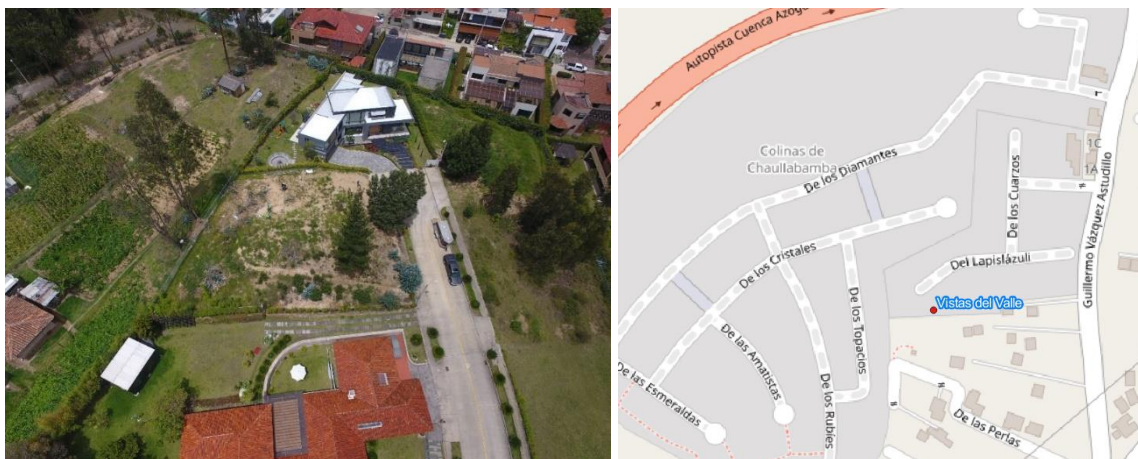 Autopista Cuenca Azog
Colinas de
Chaullabamba
De los Diamantes
1C
1A
De los Cuarzos
De los Cristales
Del Lapislázuli
Guillermo Vázquez Astudillo
Vistas del Valle
De los Topacios
De las Amatistas
De las Esmeraldas
De los Rubíes
De las Perlas